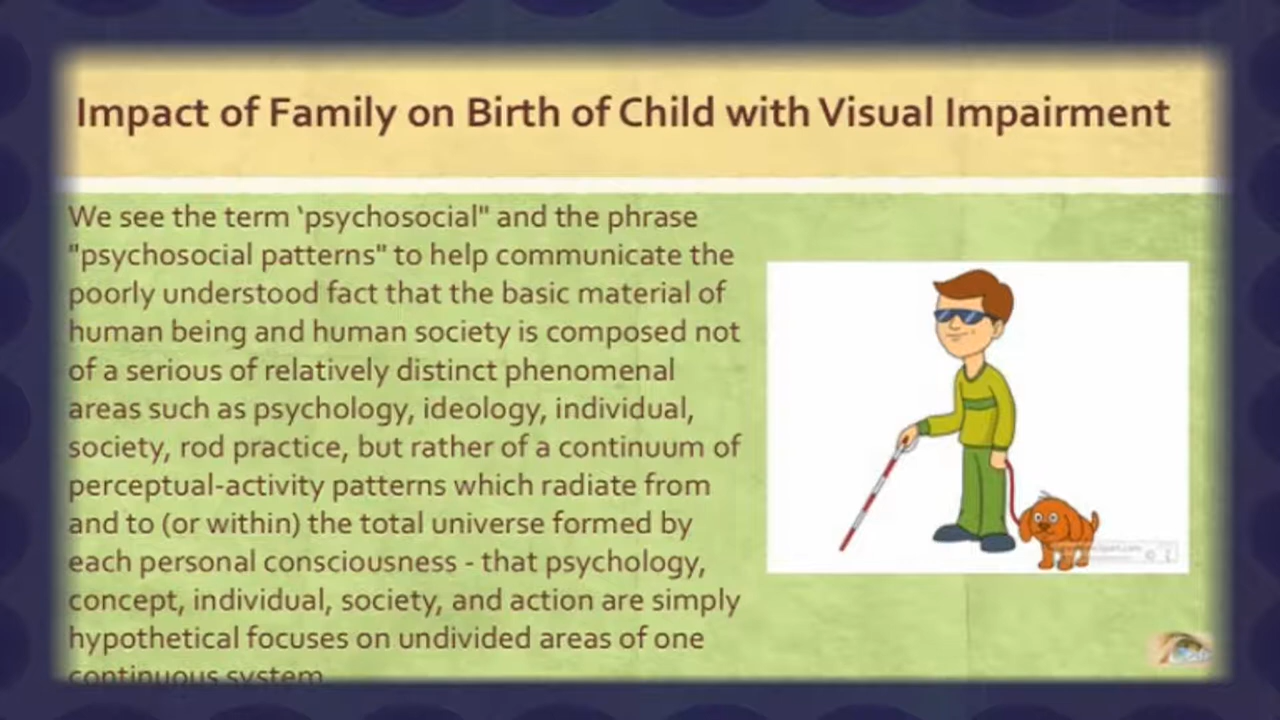 Impact of Family on Birth of Child with Visual Impairment
We see the term ‘psychosocial" and the phrase
"psychosocial patterns" to help communicate the
poorly understood fact that the basic material of
human being and human society is composed not
of a serious of relatively distinct phenomenal
areas such as psychology, ideology, individual,
society, rod practice, but rather of a continuum of
perceptual-activity patterns which radiate from
and to (or within) the total universe formed by
each personal consciousness - that psychology,
concept, individual, society, and action are simply
hypothetical focuses on undivided areas of one
continuous system.